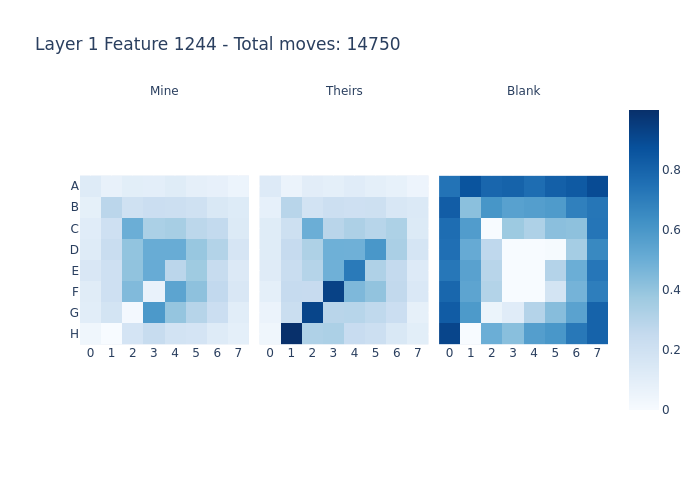 Layer 1 Feature 1244 - Total moves: 14750
Mine Theirs Blank
A
B
C
D
E
F
G
H
0 1 2 3 4 5 6 7 0 1 2 3 4 5 6 7 0 1 2 3 4 5 6 7
0.8
0.6
0.4
0.2
0